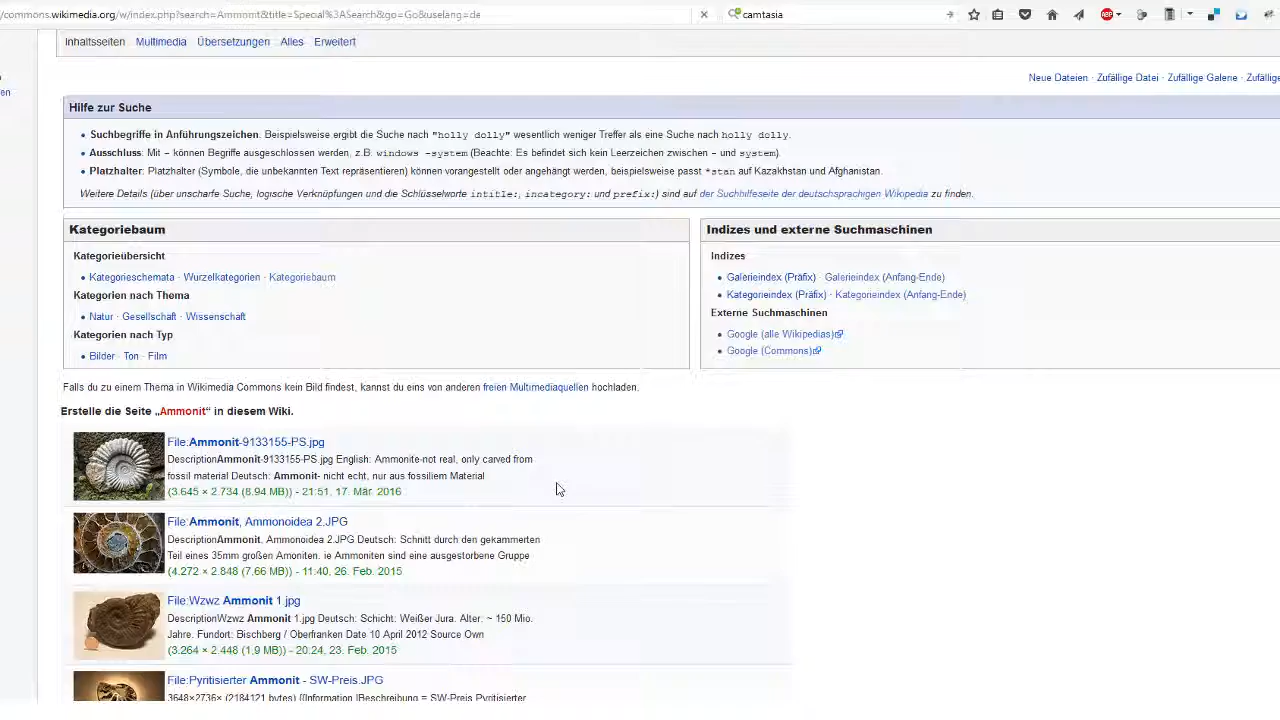 /commons.wikimedia.org/w/index.php?search=Ammomit&title=Special%3ASearch&go=Go&uselang=de
camtasia
Inhaltsseiten Multimedia Übersetzungen Alles Erweitert
en
Neue Dateien · Zufällige Datei · Zufällige Galerie · Zufällige
Hilfe zur Suche
Suchbegriffe in Anführungszeichen. Beispielsweise ergibt die Suche nach "holly dolly" wesentlich weniger Treffer als eine Suche nach holly dolly.
Ausschluss: Mit − können Begriffe ausgeschlossen werden, z.B. windows -system (Beachte: Es befindet sich kein Leerzeichen zwischen − und system).
Platzhalter: Platzhalter (Symbole, die unbekannten Text repräsentieren) können vorangestellt oder angehängt werden, beispielsweise passt *stan auf Kazakhstan und Afghanistan.
Weitere Details (über unscharfe Suche, logische Verknüpfungen und die Schlüsselworte intitle:, incategory: und prefix:) sind auf der Suchhilfeseite der deutschsprachigen Wikipedia zu finden.
Kategoriebaum
Kategorieübersicht
Kategorieschemata · Wurzelkategorien · Kategoriebaum
Kategorien nach Thema
Natur · Gesellschaft · Wissenschaft
Kategorien nach Typ
Bilder · Ton · Film
Indizes und externe Suchmaschinen
Indizes
Galerieindex (Präfix) · Galerieindex (Anfang-Ende)
Kategorieindex (Präfix) · Kategorieindex (Anfang-Ende)
Externe Suchmaschinen
Google (alle Wikipedias)
Google (Commons)
Falls du zu einem Thema in Wikimedia Commons kein Bild findest, kannst du eins von anderen freien Multimediaquellen hochladen.
Erstelle die Seite „Ammonit“ in diesem Wiki.
File:Ammonit-9133155-PS.jpg
DescriptionAmmonit-9133155-PS.jpg English: Ammonite-not real, only carved from
fossil material Deutsch: Ammonit- nicht echt, nur aus fossiliem Material
(3.645 × 2.734 (8,94 MB)) - 21:51, 17. Mär. 2016
File:Ammonit, Ammonoidea 2.JPG
DescriptionAmmonit, Ammonoidea 2.JPG Deutsch: Schnitt durch den gekammerten
Teil eines 35mm großen Amoniten. ie Ammoniten sind eine ausgestorbene Gruppe
(4.272 × 2.848 (7,66 MB)) - 11:40, 26. Feb. 2015
File:Wzwz Ammonit 1.jpg
DescriptionWzwz Ammonit 1.jpg Deutsch: Schicht: Weißer Jura. Alter: ~ 150 Mio.
Jahre. Fundort: Bischberg / Oberfranken Date 10 April 2012 Source Own
(3.264 × 2.448 (1,9 MB)) - 20:24, 23. Feb. 2015
File:Pyritisierter Ammonit - SW-Preis.JPG
3648×2736× (2184121 bytes) {{Information |Beschreibung = SW-Preis Pyritisierter